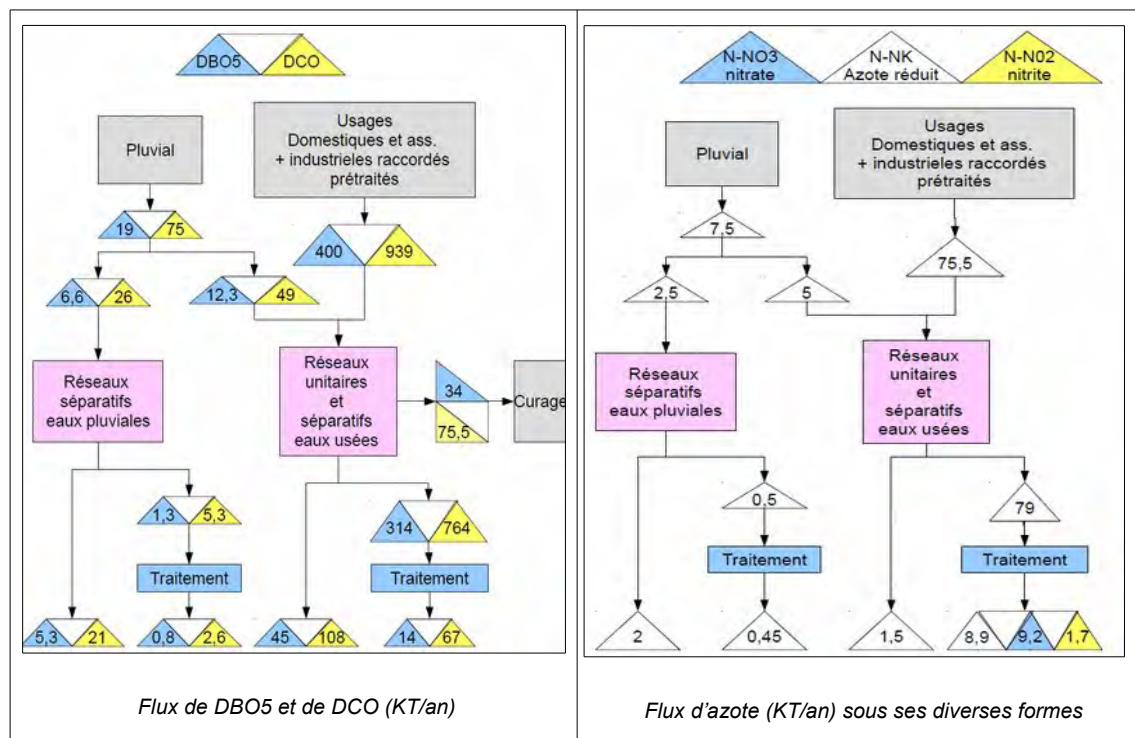 DBO5 DCO
Pluvial
Usages
Domestiques et ass.
+ industrieles raccordés
prétraités
19 75
400 939
6,6 26
12,3 49
Réseaux
séparatifs
eaux pluviales
Réseaux
unitaires
et
séparatifs
eaux usées
34
75,5
Curage
1,3 5,3
314 764
Traitement
Traitement
5,3 21
0,8 2,6
45 108
14 67
Flux de DBO5 et de DCO (KT/an)
N-NO3
nitrate
N-NK
Azote réduit
N-N02
nitrite
Pluvial
Usages
Domestiques et ass.
+ industrieles raccordés
prétraités
7,5
75,5
2,5
5
Réseaux
séparatifs
eaux pluviales
Réseaux
unitaires
et
séparatifs
eaux usées
0,5
79
Traitement
Traitement
2
0,45
1,5
8,9 9,2 1,7
Flux d'azote (KT/an) sous ses diverses formes